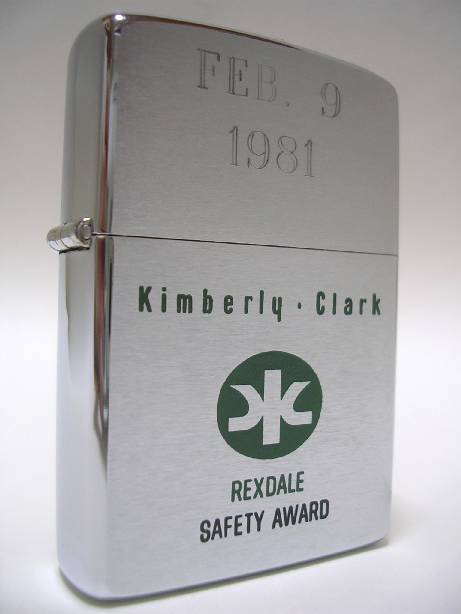 FEB. 9
1981
Kimberly · Clark
REXDALE
SAFETY AWARD